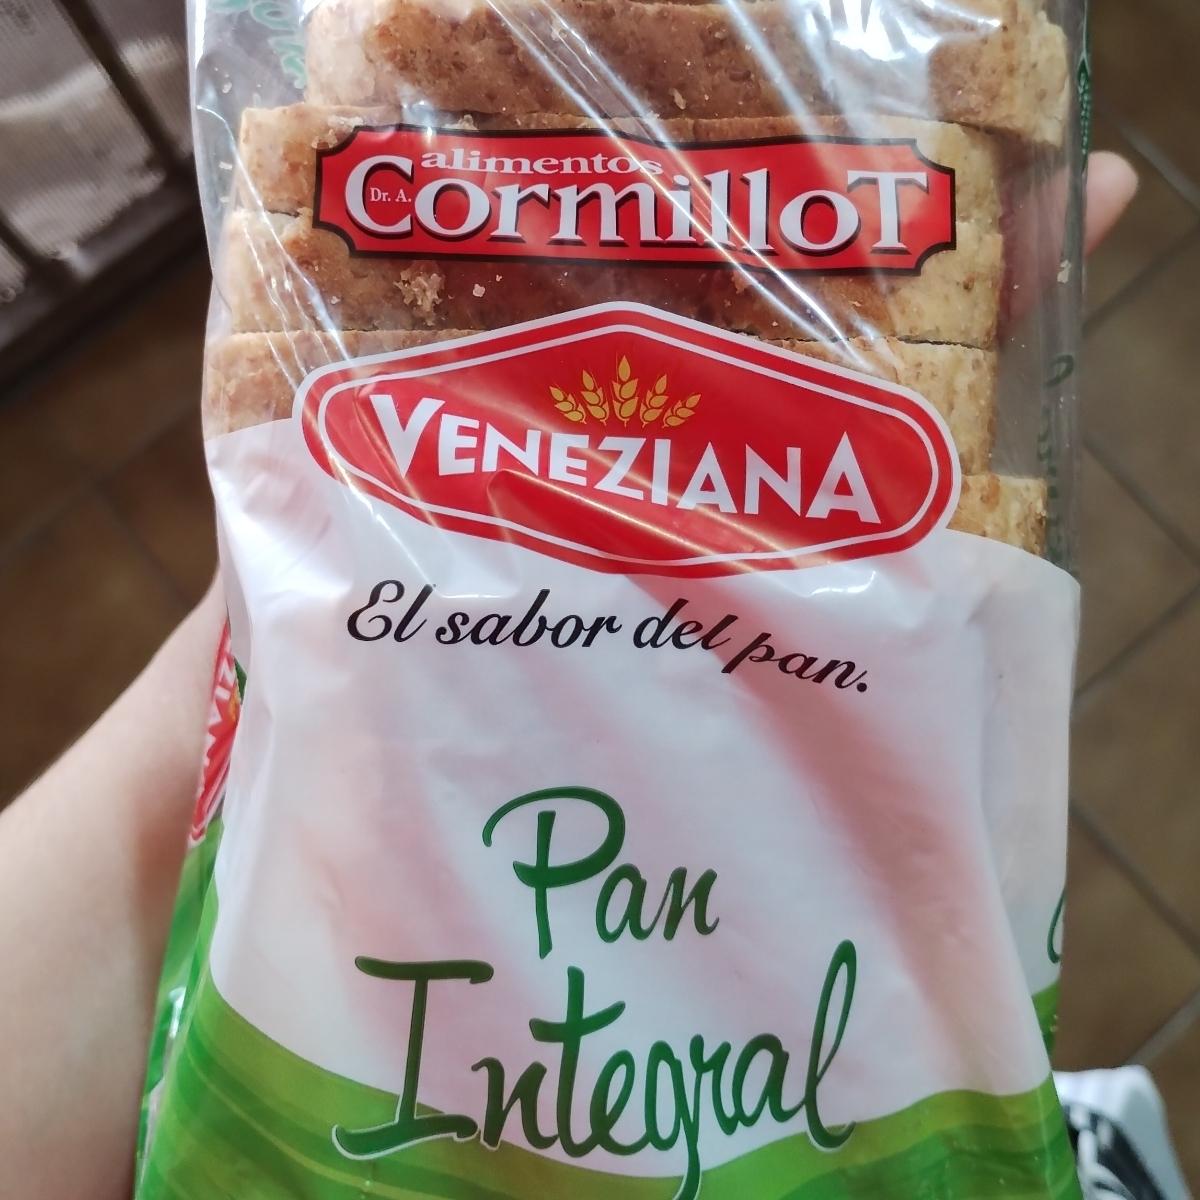 alimentos
Dr. A. CormilloT
VENEZIANA
El sabor del pan.
Pan
Integral